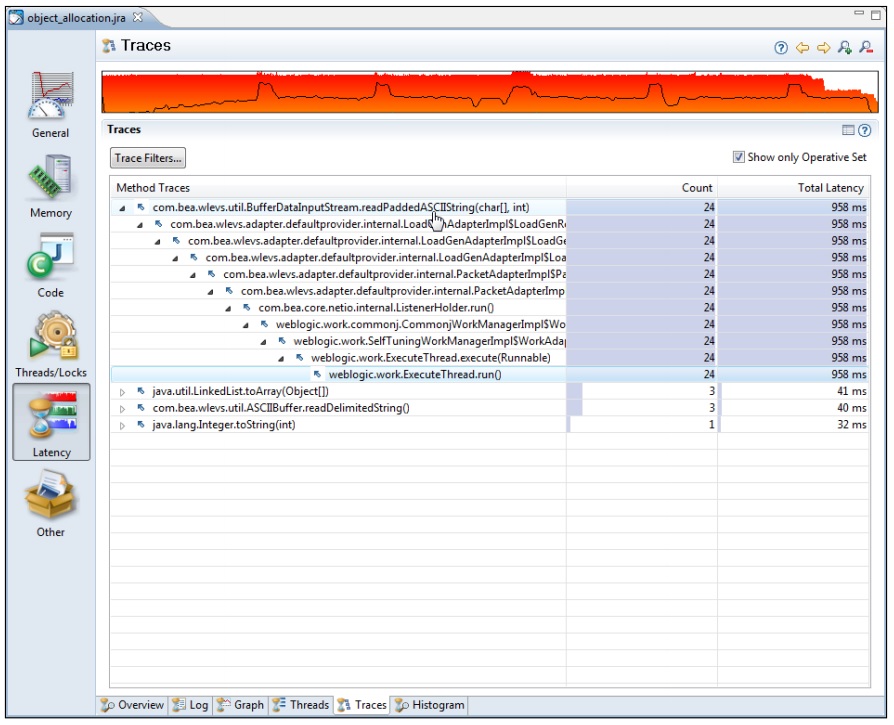 object_allocation.jra
Traces
General
Memory
Code
Threads/Locks
Latency
Other
Traces
Trace Filters...
Show only Operative Set
Method Traces Count Total Latency
com.bea.wlevs.util.BufferDataInputStream.readPaddedASCIIString(char[], int) 24 958 ms
com.bea.wlevs.adapter.defaultprovider.internal.LoadGenAdapterImpl$LoadGenR 24 958 ms
com.bea.wlevs.adapter.defaultprovider.internal.LoadGenAdapterImpl$LoadGe 24 958 ms
com.bea.wlevs.adapter.defaultprovider.internal.LoadGenAdapterImpl$Loa 24 958 ms
com.bea.wlevs.adapter.defaultprovider.internal.PacketAdapterImpl$Pa 24 958 ms
com.bea.wlevs.adapter.defaultprovider.internal.PacketAdapterImp 24 958 ms
com.bea.core.netio.internal.ListenerHolder.run() 24 958 ms
weblogic.work.commonj.CommonjWorkManagerImpl$Wo 24 958 ms
weblogic.work.SelfTuningWorkManagerImpl$WorkAda 24 958 ms
weblogic.work.ExecuteThread.execute(Runnable) 24 958 ms
weblogic.work.ExecuteThread.run() 24 958 ms
java.util.LinkedList.toArray(Object[]) 3 41 ms
com.bea.wlevs.util.ASCIIBuffer.readDelimitedString() 3 40 ms
java.lang.Integer.toString(int) 1 32 ms
Overview Log Graph Threads Traces Histogram